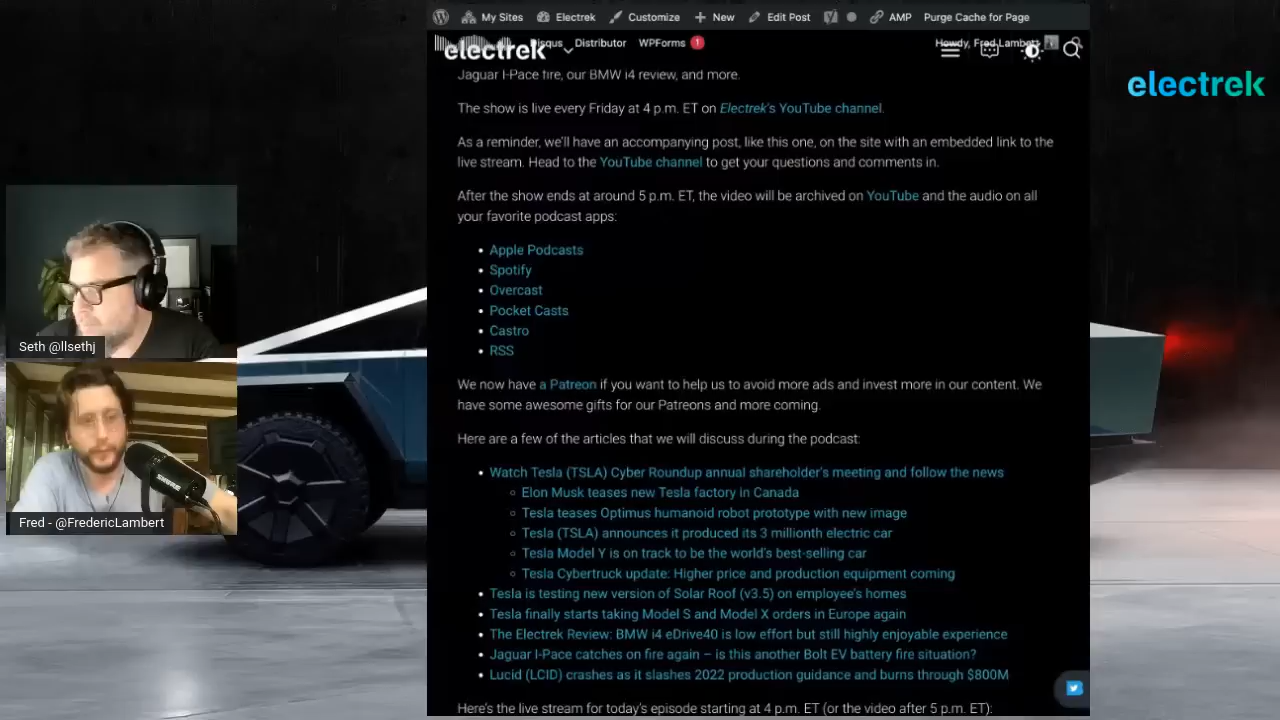 My Sites Electrek Customize New Edit Post AMP Purge Cache for Page
Disqus Distributor WPForms 1 Howdy, Fred Lambert
electrek
electrek
Jaguar I-Pace fire, our BMW i4 review, and more.
The show is live every Friday at 4 p.m. ET on Electrek's YouTube channel.
As a reminder, we'll have an accompanying post, like this one, on the site with an embedded link to the
live stream. Head to the YouTube channel to get your questions and comments in.
After the show ends at around 5 p.m. ET, the video will be archived on YouTube and the audio on all
your favorite podcast apps:
Apple Podcasts
Spotify
Overcast
Pocket Casts
Castro
RSS
We now have a Patreon if you want to help us to avoid more ads and invest more in our content. We
have some awesome gifts for our Patreons and more coming.
Here are a few of the articles that we will discuss during the podcast:
Watch Tesla (TSLA) Cyber Roundup annual shareholder's meeting and follow the news
Elon Musk teases new Tesla factory in Canada
Tesla teases Optimus humanoid robot prototype with new image
Tesla (TSLA) announces it produced its 3 millionth electric car
Tesla Model Y is on track to be the world's best-selling car
Tesla Cybertruck update: Higher price and production equipment coming
Tesla is testing new version of Solar Roof (v3.5) on employee's homes
Tesla finally starts taking Model S and Model X orders in Europe again
The Electrek Review: BMW i4 eDrive40 is low effort but still highly enjoyable experience
Jaguar I-Pace catches on fire again – is this another Bolt EV battery fire situation?
Lucid (LCID) crashes as it slashes 2022 production guidance and burns through $800M
Here's the live stream for today's episode starting at 4 p.m. ET (or the video after 5 p.m. ET):
Seth @llsethj
SHURE
Fred - @FredericLambert